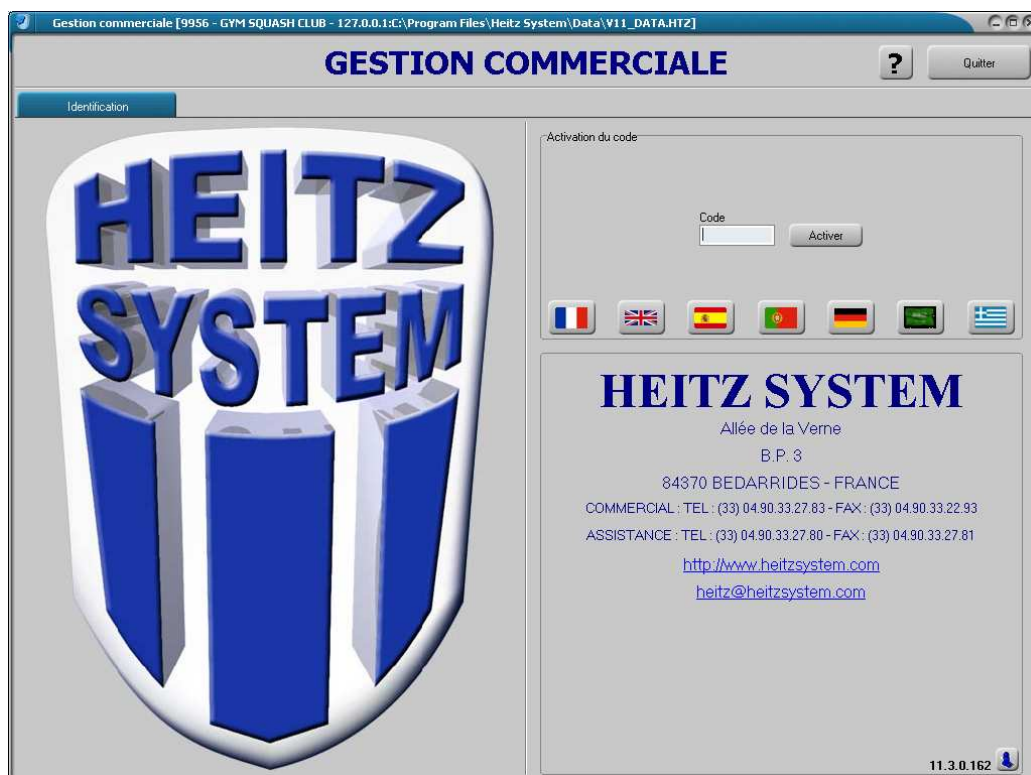 Gestion commerciale [9956 - GYM SQUASH CLUB - 127.0.0.1:C:\Program Files\Heitz System\Data\V11_DATA.HTZ]
GESTION COMMERCIALE
?
Quitter
Identification
HEITZ
SYSTEM
Activation du code
Code
Activer
HEITZ SYSTEM
Allée de la Verne
B.P. 3
84370 BEDARRIDES - FRANCE
COMMERCIAL : TEL : (33) 04.90.33.27.83 - FAX : (33) 04.90.33.22.93
ASSISTANCE : TEL : (33) 04.90.33.27.80 - FAX : (33) 04.90.33.27.81
http://www.heitzsystem.com
heitz@heitzsystem.com
11.3.0.162